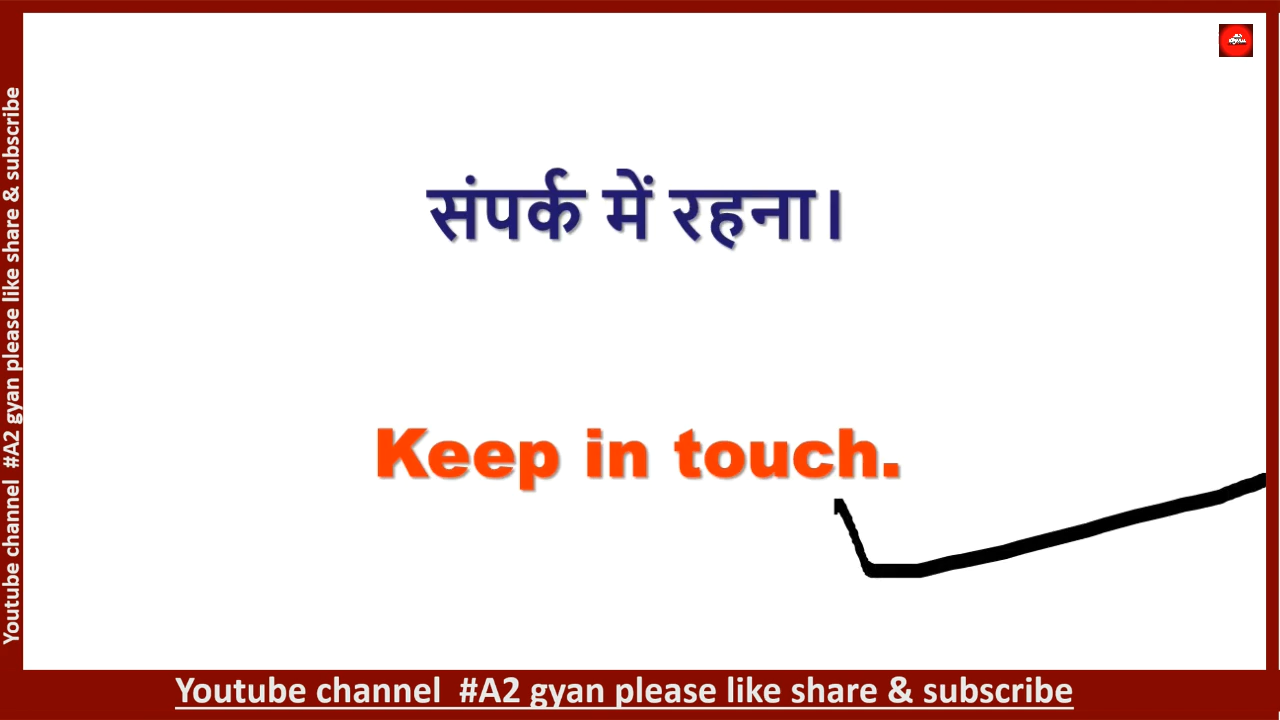 संपर्क में रहना।
Keep in touch.
Youtube channel #A2 gyan please like share & subscribe
Youtube channel #A2 gyan please like share & subscribe